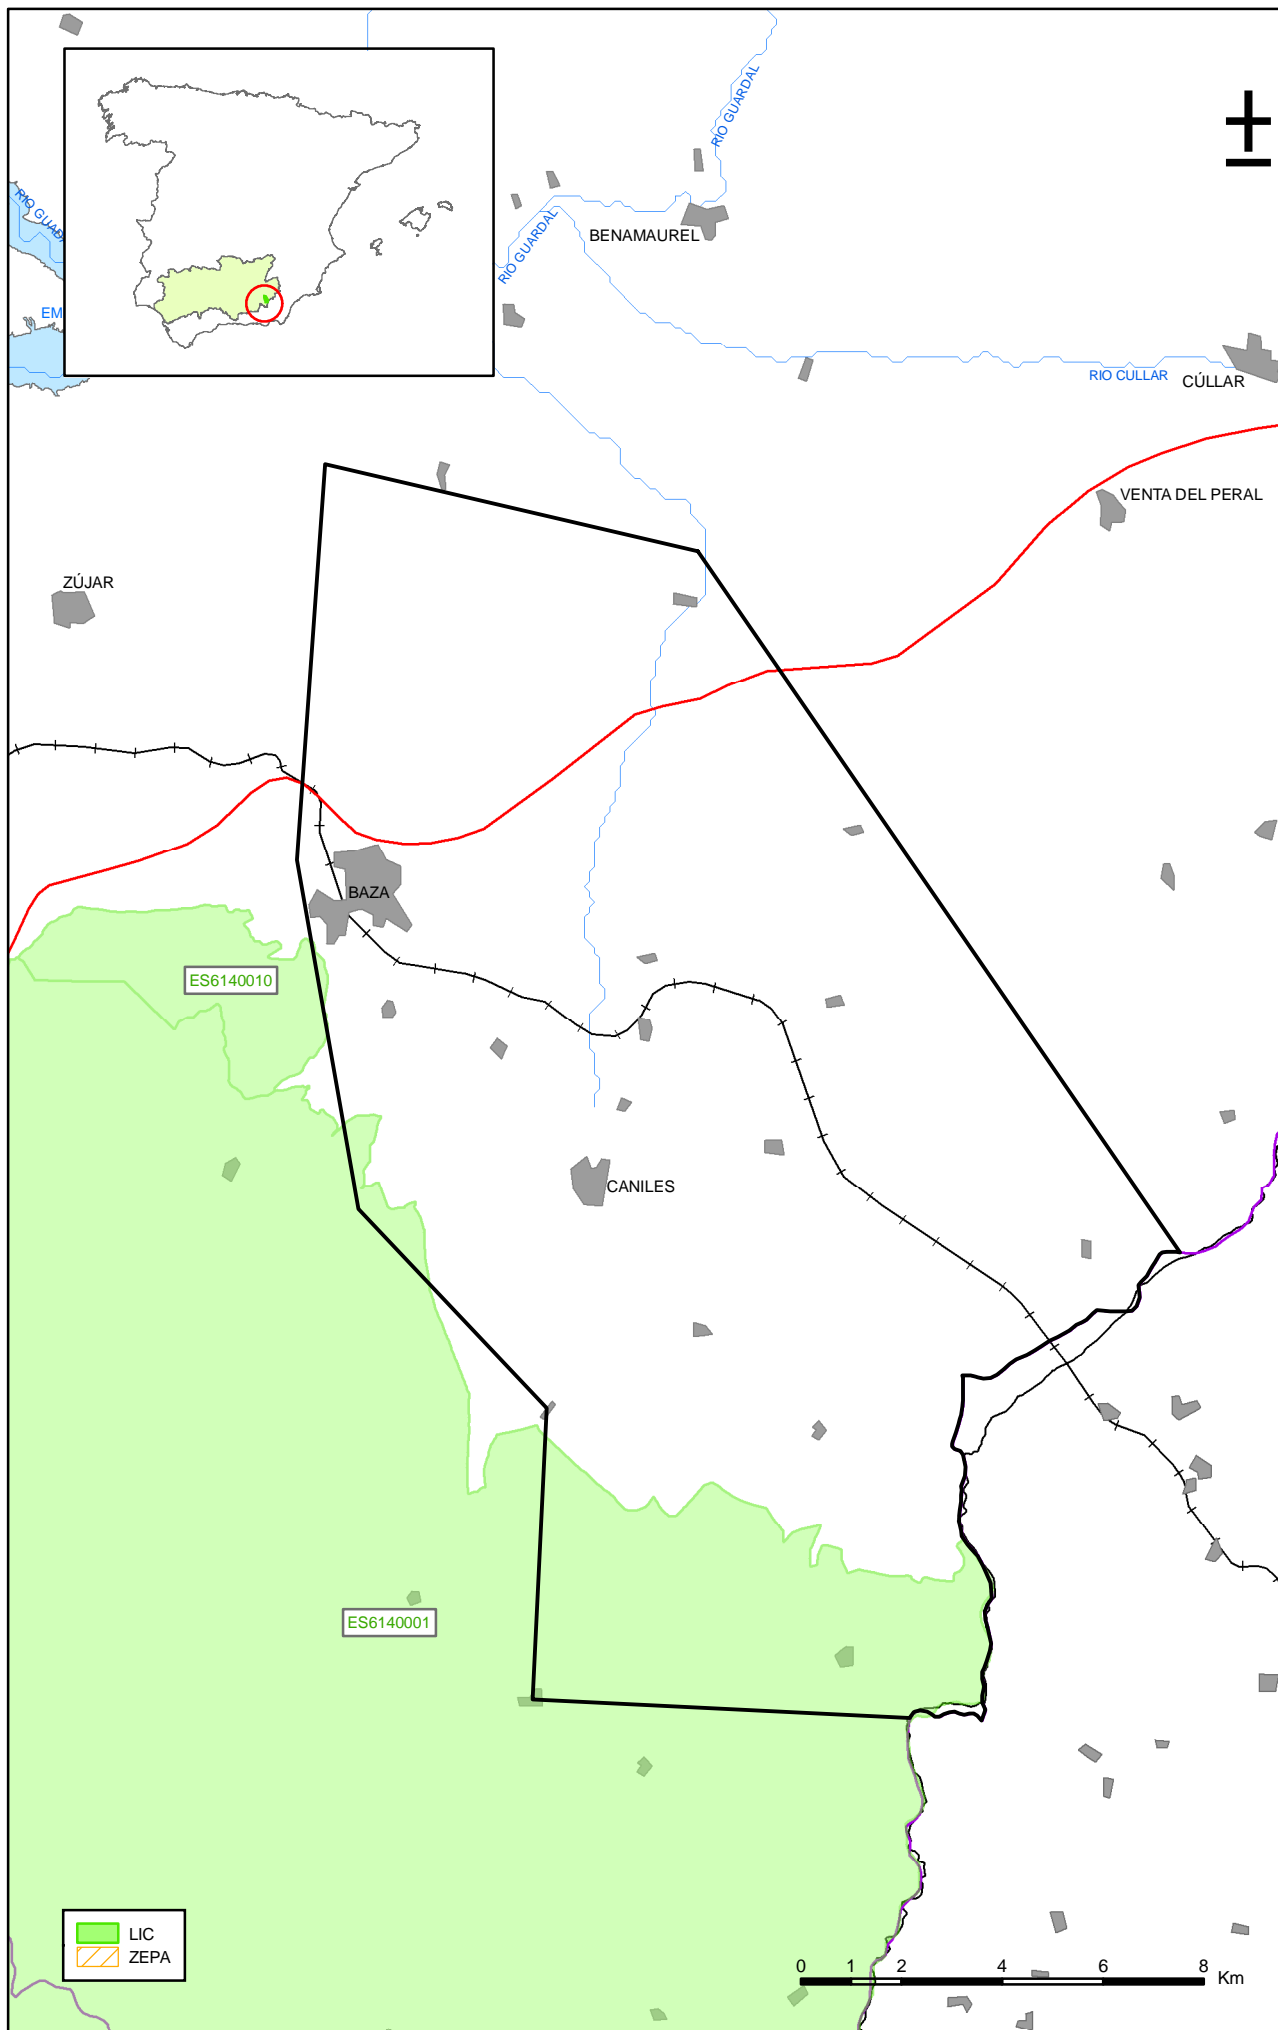 RIO GUARDAL
BENAMAUREL
RIO GUARDAL
EM
RIO CULLAR
CÚLLAR
VENTA DEL PERAL
ZÚJAR
BAZA
ES6140010
CANILES
ES6140001
LIC
ZEPA
0 1 2 4 6 8
Km